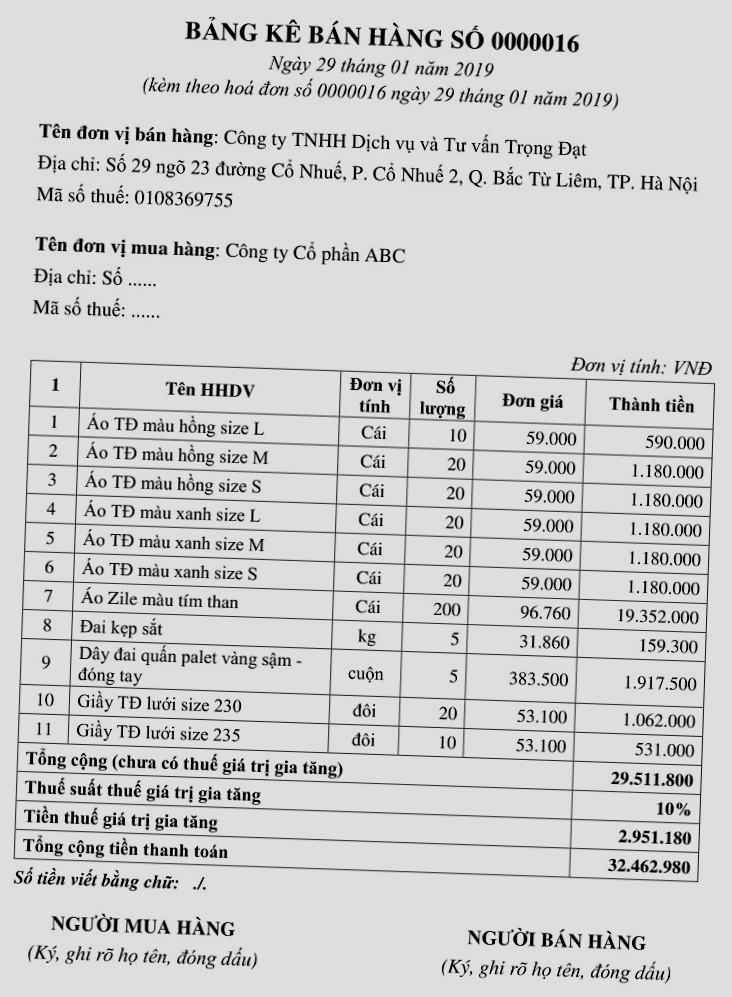 BẢNG KÊ BÁN HÀNG SỐ 0000016
Ngày 29 tháng 01 năm 2019
(kèm theo hoá đơn số 0000016 ngày 29 tháng 01 năm 2019)
Tên đơn vị bán hàng: Công ty TNHH Dịch vụ và Tư vấn Trọng Đạt
Địa chỉ: Số 29 ngõ 23 đường Cổ Nhuế, P. Cổ Nhuế 2, Q. Bắc Từ Liêm, TP. Hà Nội
Mã số thuế: 0108369755
Tên đơn vị mua hàng: Công ty Cổ phần ABC
Địa chỉ: Số ......
Mã số thuế: ......
Đơn vị tính: VNĐ
1 Tên HHDV Đơn vị tính Số lượng Đơn giá Thành tiền
1 Áo TĐ màu hồng size L Cái 10 59.000 590.000
2 Áo TĐ màu hồng size M Cái 20 59.000 1.180.000
3 Áo TĐ màu hồng size S Cái 20 59.000 1.180.000
4 Áo TĐ màu xanh size L Cái 20 59.000 1.180.000
5 Áo TĐ màu xanh size M Cái 20 59.000 1.180.000
6 Áo TĐ màu xanh size S Cái 20 59.000 1.180.000
7 Áo Zile màu tím than Cái 200 96.760 19.352.000
8 Đai kẹp sắt kg 5 31.860 159.300
9 Dây đai quấn palet vàng sậm - đóng tay cuộn 5 383.500 1.917.500
10 Giầy TĐ lưới size 230 đôi 20 53.100 1.062.000
11 Giầy TĐ lưới size 235 đôi 10 53.100 531.000
Tổng cộng (chưa có thuế giá trị gia tăng) 29.511.800
Thuế suất thuế giá trị gia tăng 10%
Tiền thuế giá trị gia tăng 2.951.180
Tổng cộng tiền thanh toán 32.462.980
Số tiền viết bằng chữ: ./.
NGƯỜI MUA HÀNG
(Ký, ghi rõ họ tên, đóng dấu)
NGƯỜI BÁN HÀNG
(Ký, ghi rõ họ tên, đóng dấu)